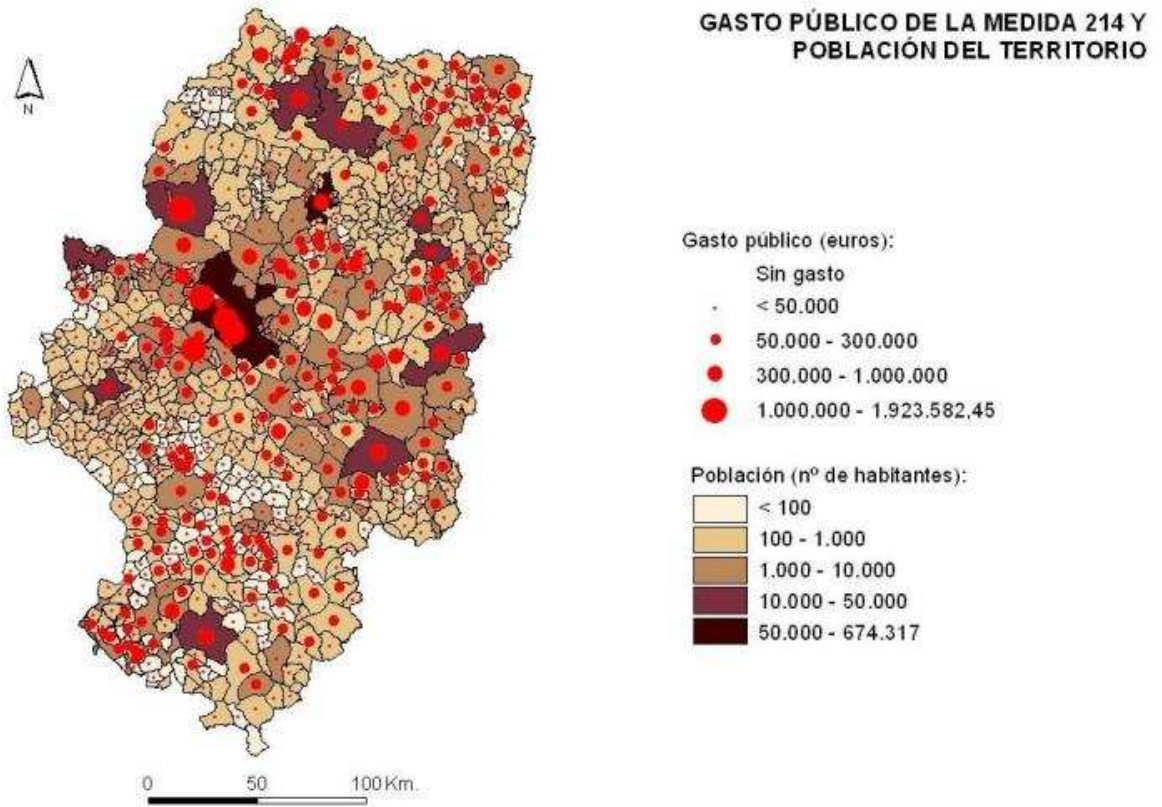 GASTO PÚBLICO DE LA MEDIDA 214 Y
POBLACIÓN DEL TERRITORIO
N
Gasto público (euros):
Sin gasto
< 50.000
50.000 - 300.000
300.000 - 1.000.000
1.000.000 - 1.923.582,45
Población (nº de habitantes):
< 100
100 - 1.000
1.000 - 10.000
10.000 - 50.000
50.000 - 674.317
0 50 100 Km.